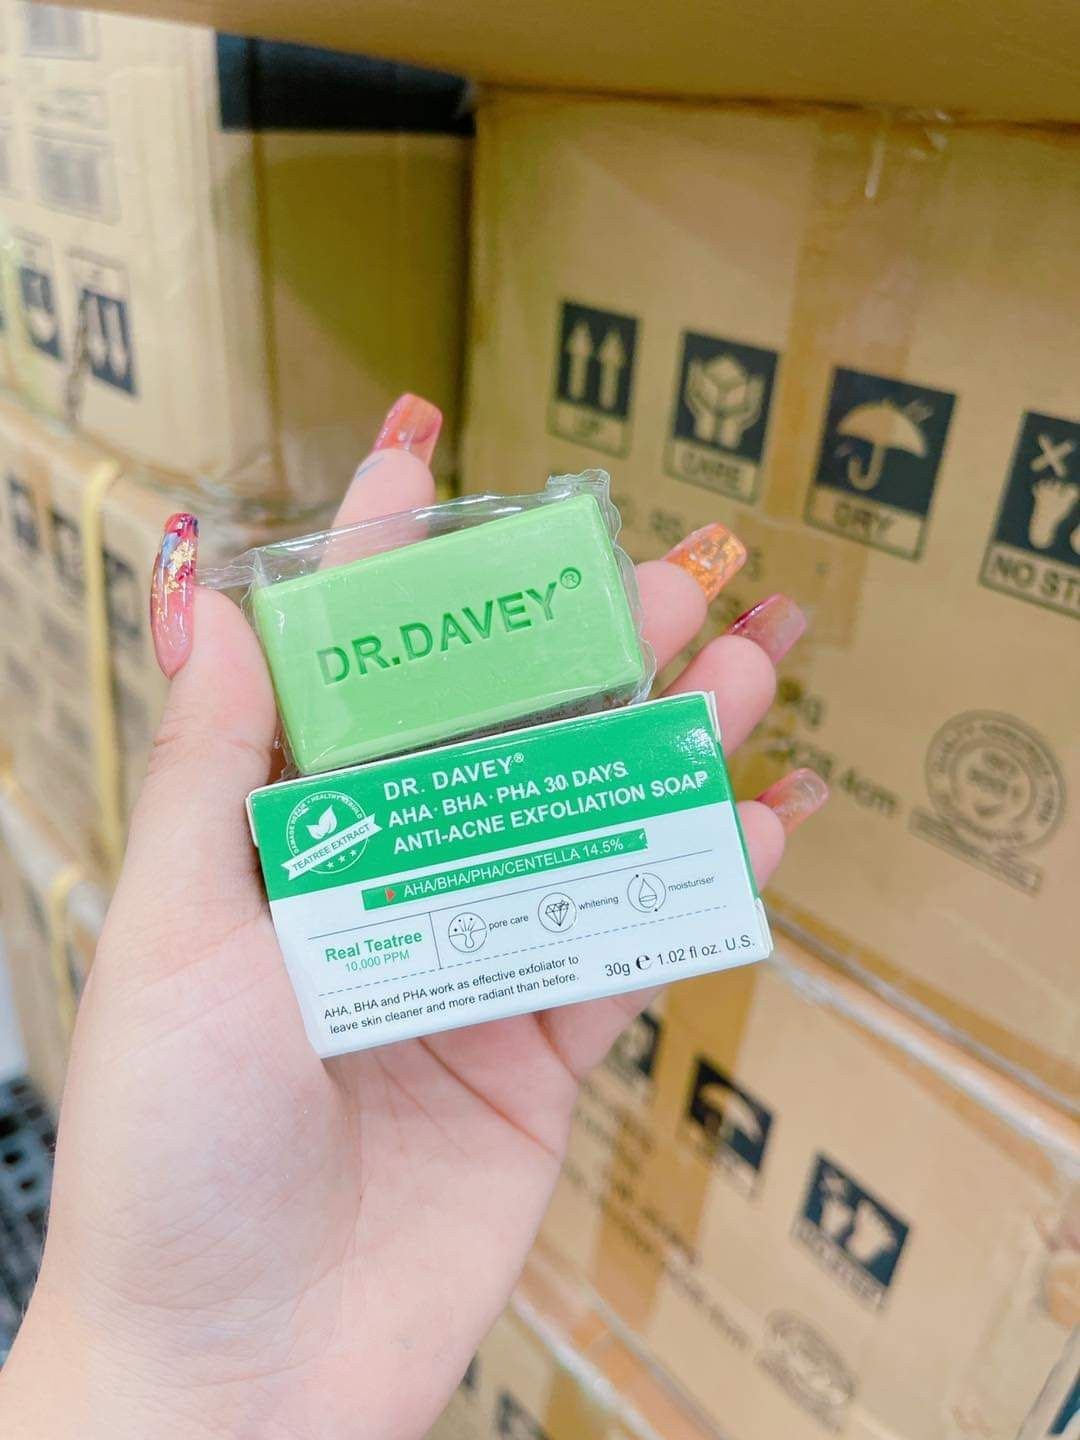 UP
CARE
DRY
DR.DAVEY®
DR. DAVEY®
AHA·BHA·PHA 30 DAYS
ANTI-ACNE EXFOLIATION SOAP
TEATREE EXTRACT
AHA/BHA/PHA/CENTELLA 14.5%
Real Teatree
10,000 PPM
pore care
whitening
moisturiser
AHA, BHA and PHA work as effective exfoliator to
leave skin cleaner and more radiant than before.
30g ℮ 1.02 fl oz. U.S.